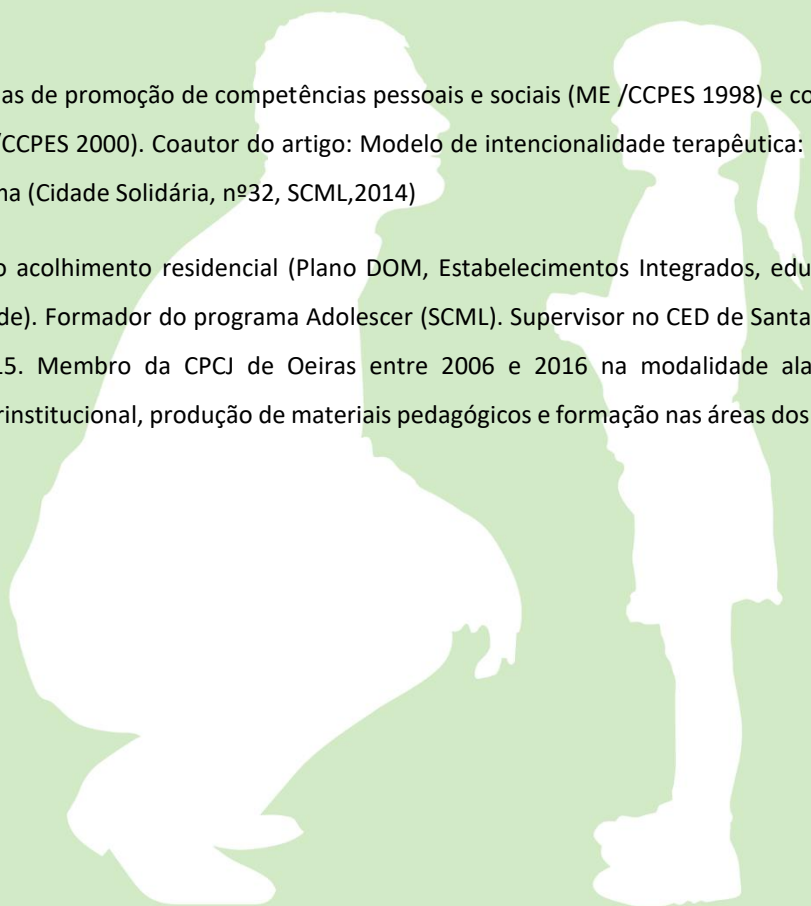 as de promoção de competências pessoais e sociais (ME /CCPES 1998) e co
/CCPES 2000). Coautor do artigo: Modelo de intencionalidade terapêutica:
na (Cidade Solidária, nº32, SCML,2014)
o acolhimento residencial (Plano DOM, Estabelecimentos Integrados, edu
de). Formador do programa Adolescer (SCML). Supervisor no CED de Santa
15. Membro da CPCJ de Oeiras entre 2006 e 2016 na modalidade ala
rinstitucional, produção de materiais pedagógicos e formação nas áreas dos